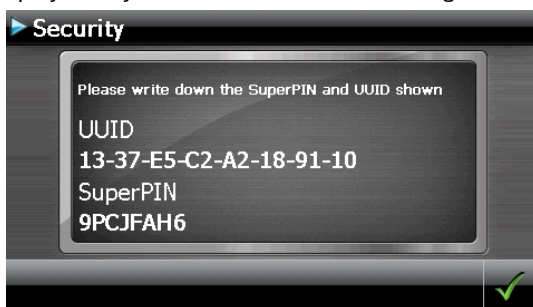 Security
Please write down the SuperPIN and UUID shown
UUID
13-37-E5-C2-A2-18-91-10
SuperPIN
9PCJFAH6